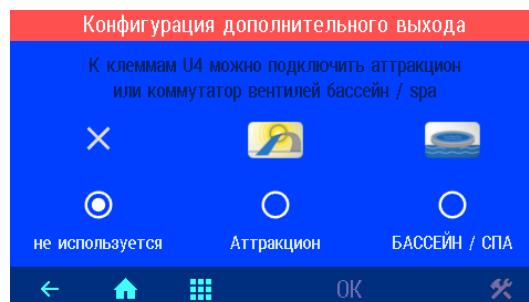 Конфигурация дополнительного выхода
К клеммам U4 можно подключить аттракцион
или коммутатор вентилей бассейн / spa
не используется
Аттракцион
БАССЕЙН / СПА
OK